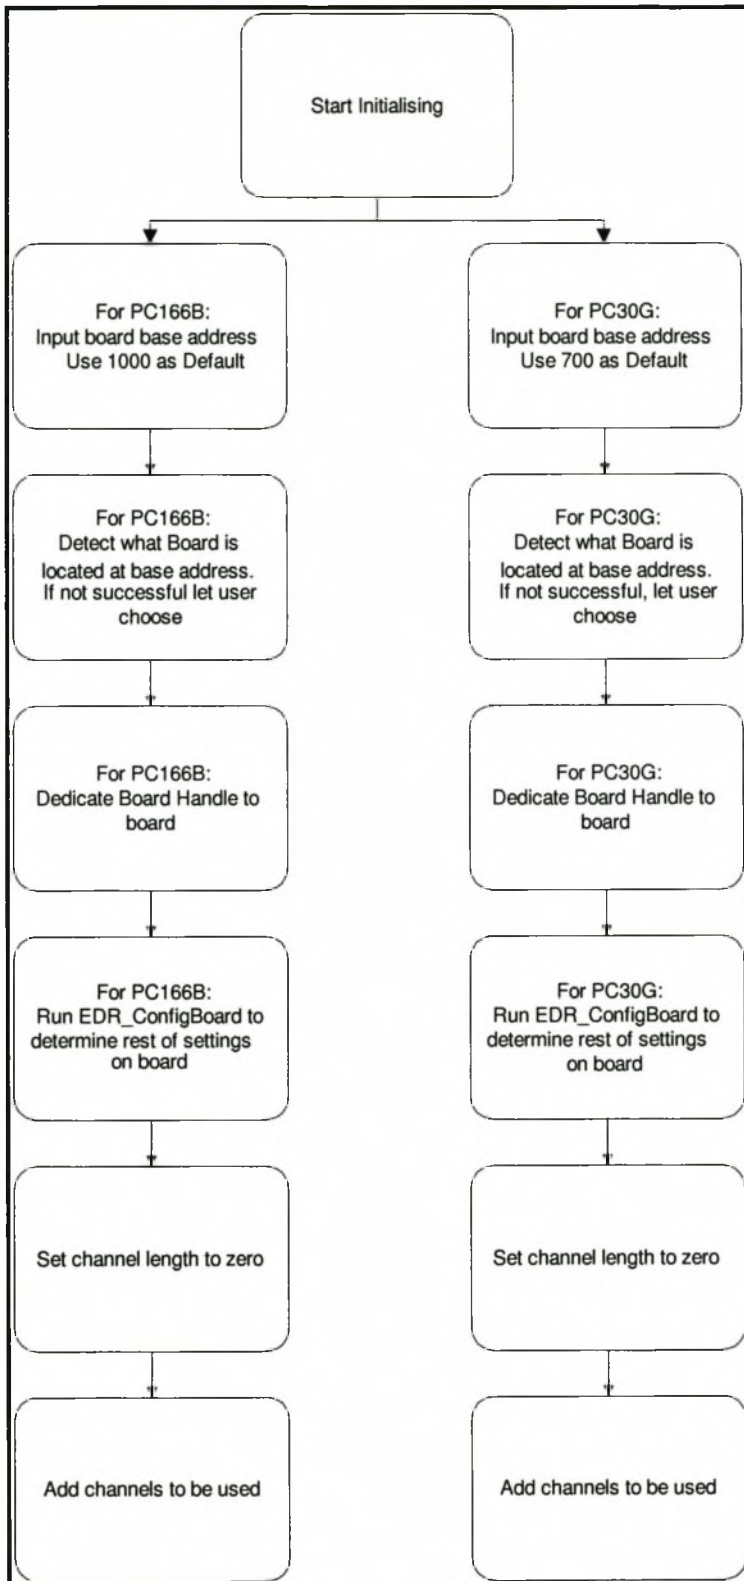 Start Initialising
For PC166B:
Input board base address
Use 1000 as Default
For PC166B:
Detect what Board is
located at base address.
If not successful let user
choose
For PC166B:
Dedicate Board Handle to
board
For PC166B:
Run EDR_ConfigBoard to
determine rest of settings
on board
Set channel length to zero
Add channels to be used
For PC30G:
Input board base address
Use 700 as Default
For PC30G:
Detect what Board is
located at base address.
If not successful, let user
choose
For PC30G:
Dedicate Board Handle to
board
For PC30G:
Run EDR_ConfigBoard to
determine rest of settings
on board
Set channel length to zero
Add channels to be used